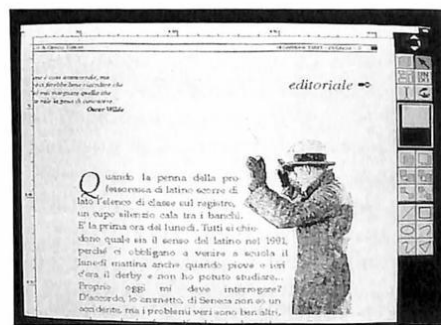 editoriale
Oscar Wilde
Quando la penna della pro-
fessoressa di latino scorre di
lato l'elenco di classe sul registro,
un cupo silenzio cala tra i banchi.
E' la prima ora del lunedì. Tutti si chie-
dono quale sia il senso del latino nel 1991,
perché ci obbligano a venire a scuola il
lunedì mattina anche quando piove e ieri
c'era il derby e non ho potuto studiare...
Proprio oggi mi deve interrogare?
D'accordo, lo ammetto, di Seneca non so un
accidente, ma i problemi veri sono ben altri,